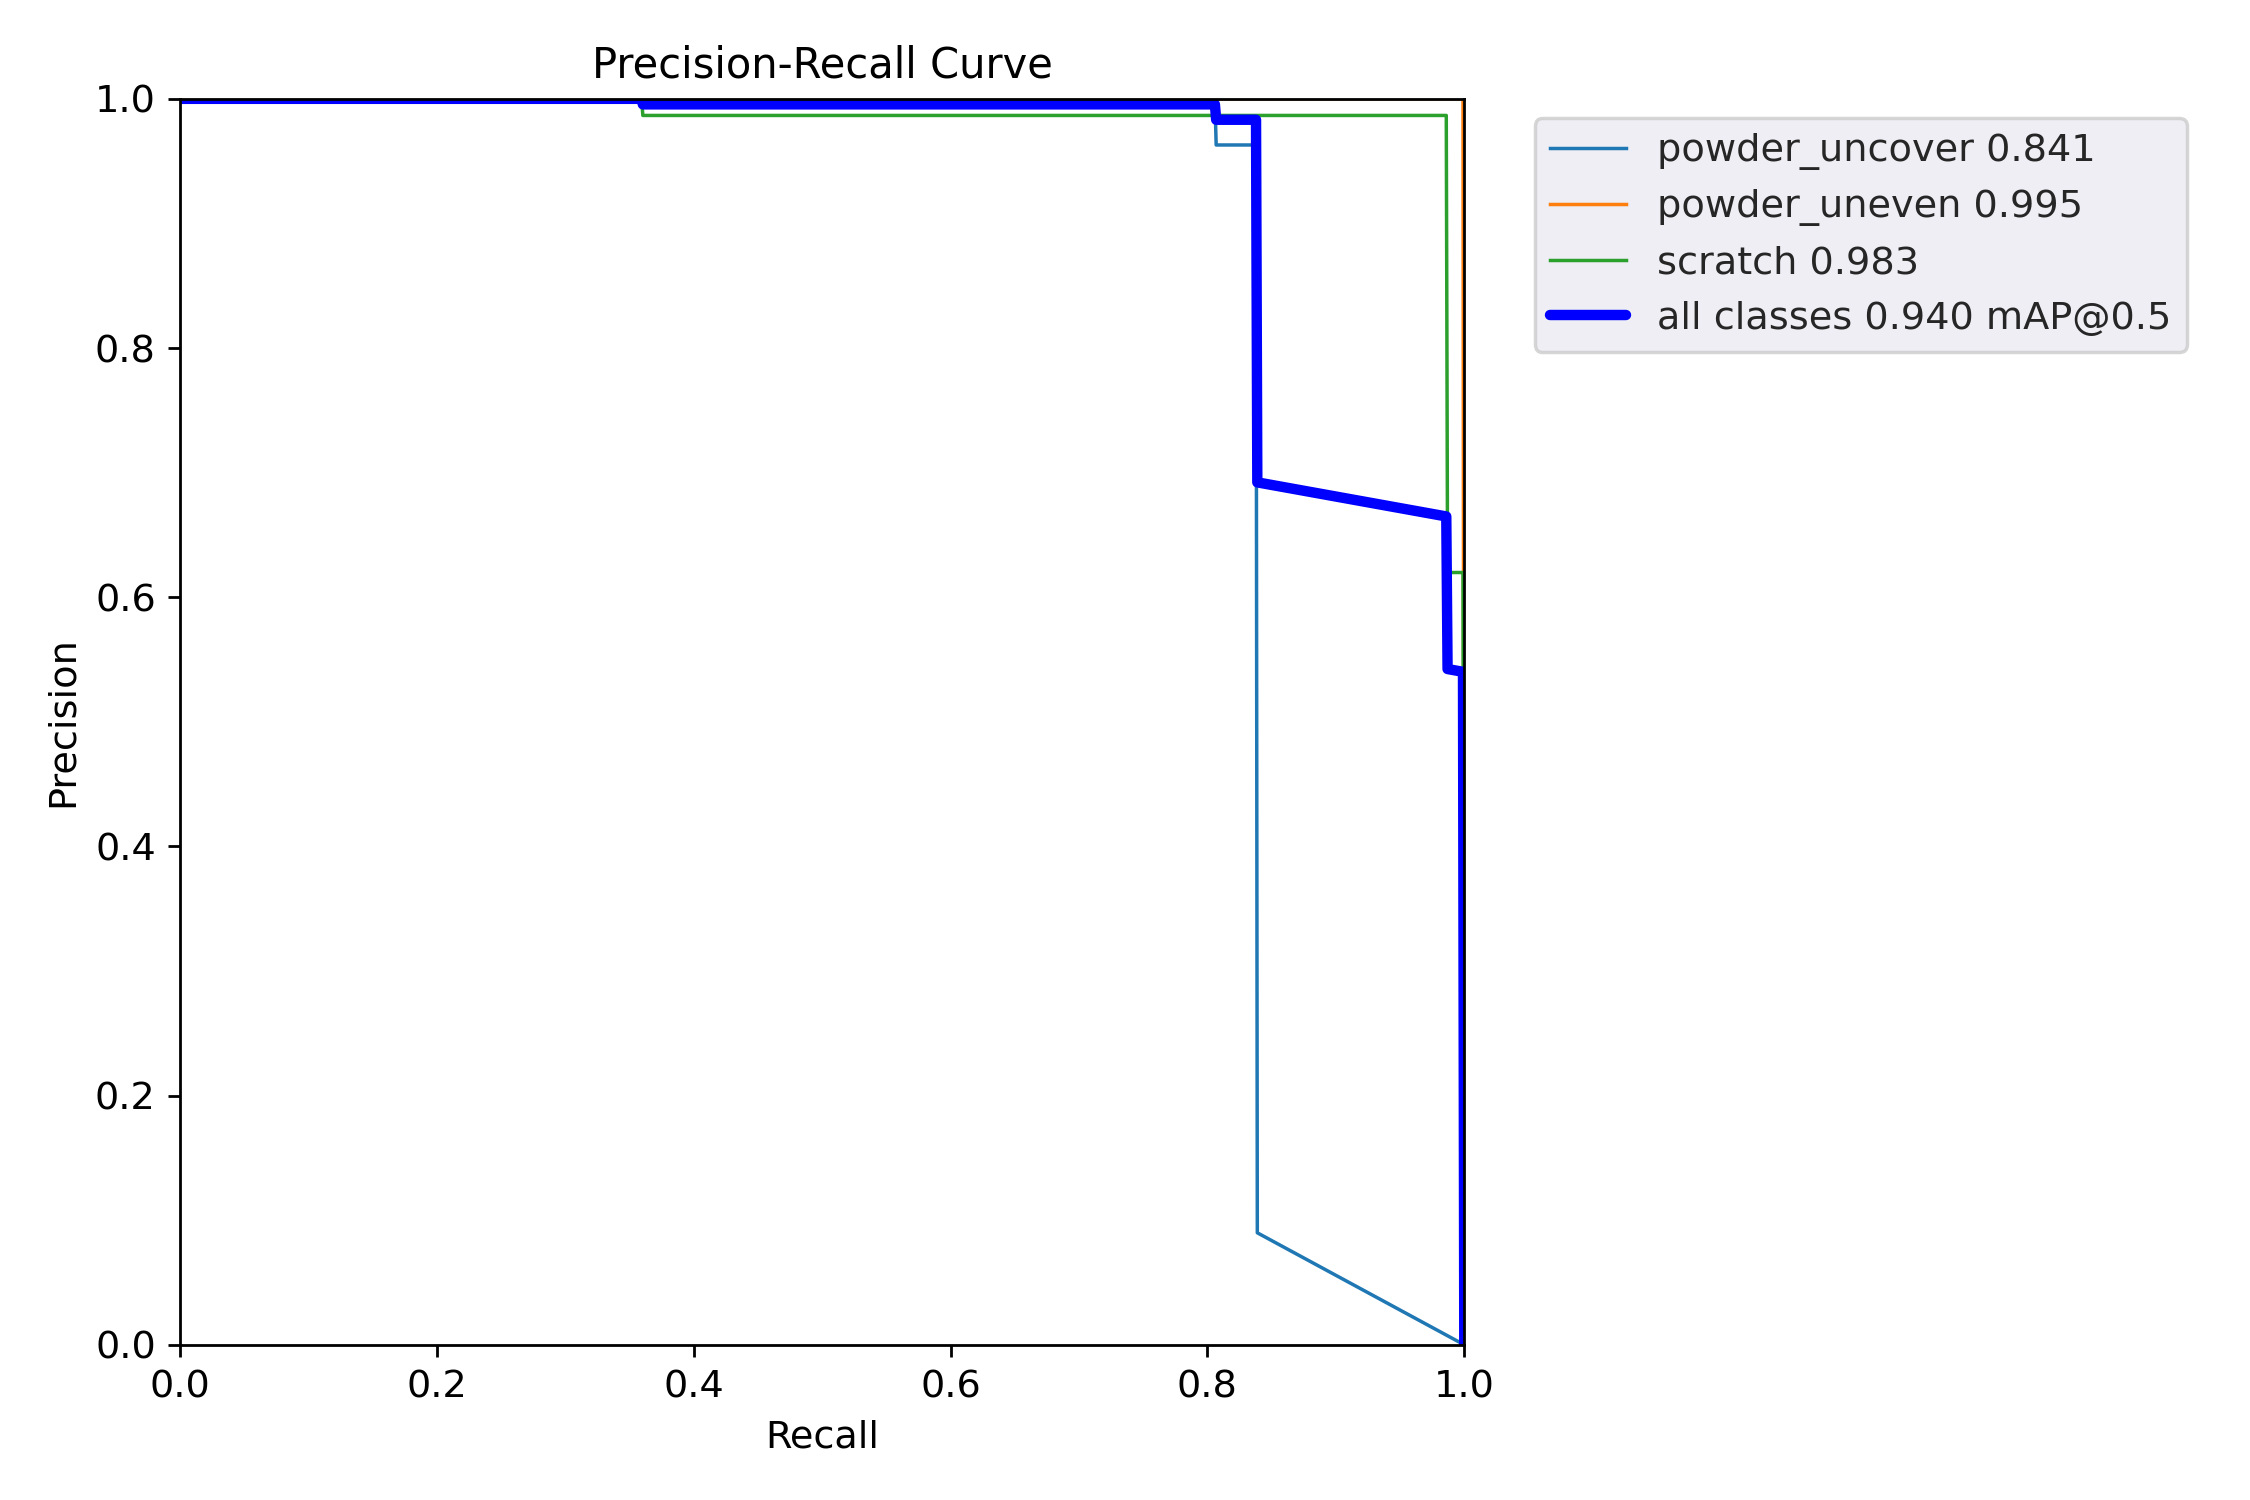 Precision-Recall Curve
1.0
0.8
0.6
0.4
0.2
0.0
Precision
0.0 0.2 0.4 0.6 0.8 1.0
Recall
powder_uncover 0.841
powder_uneven 0.995
scratch 0.983
all classes 0.940 mAP@0.5